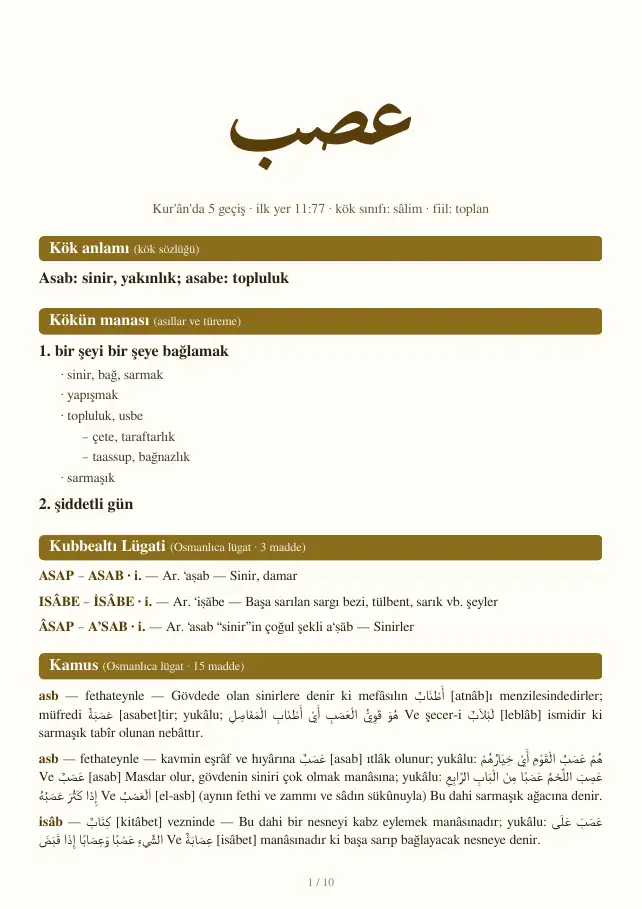 عصب
Kur'ân'da 5 geçiş · ilk yer 11:77 · kök sınıfı: sâlim · fiil: toplan
Kök anlamı (kök sözlüğü)
Asab: sinir, yakınlık; asabe: topluluk
Kökün manası (asıllar ve türeme)
1. bir şeyi bir şeye bağlamak
· sinir, bağ, sarmak
· yapışmak
· topluluk, usbe
– çete, taraftarlık
– taassup, bağnazlık
· sarmaşık
2. şiddetli gün
Kubbealtı Lügati (Osmanlıca lügat · 3 madde)
ASAP – ASAB · i. — Ar. ‘aṣab — Sinir, damar
ISÂBE – İSÂBE · i. — Ar. ‘iṣābe — Başa sarılan sargı bezi, tülbent, sarık vb. şeyler
ÂSAP – A’SAB · i. — Ar. ‘asab “sinir”in çoğul şekli a‘ṣāb — Sinirler
Kamus (Osmanlıca lügat · 15 madde)
asb — fethateynle — Gövdede olan sinirlere denir ki mefâsılın أَطْنَابٌ [atnâb]ı menzilesindedirler;
müfredi عَصَبَةٌ [asabet]tir; yukâlu; هُوَ قَوِيُّ الْعَصَبِ أَيْ أَطْنَابِ الْمَفَاصِلِ Ve şecer-i لَبْلَابٌ [leblâb] ismidir ki
sarmaşık tabîr olunan nebâttır.
asb — fethateynle — kavmin eşrâf ve hıyârına عَصَبٌ [asab] ıtlâk olunur; yukâlu: هُمْ عَصَبُ الْقَوْمِ أَيْ خِيَارُهُمْ
Ve عَصَبٌ [asab] Masdar olur, gövdenin siniri çok olmak manâsına; yukâlu: عَصِبَ اللَّحْمُ عَصَبًا مِنَ الْبَابِ الرَّابِعِ
إِذَا كَثُرَ عَصَبُهُ Ve اَلْعَصْبُ [el-asb] (aynın fethi ve zammı ve sâdın sükûnuyla) Bu dahi sarmaşık ağacına denir.
isâb — كِتَابٌ [kitâbet] vezninde — Bu dahi bir nesneyi kabz eylemek manâsınadır; yukâlu: عَصَبَ عَلَى
الشَّيْءِ عَصْبًا وَعِصَابًا إِذَا قَبَضَ Ve عِصَابَةٌ [isâbet] manâsınadır ki başa sarıp bağlayacak nesneye denir.
1 / 10